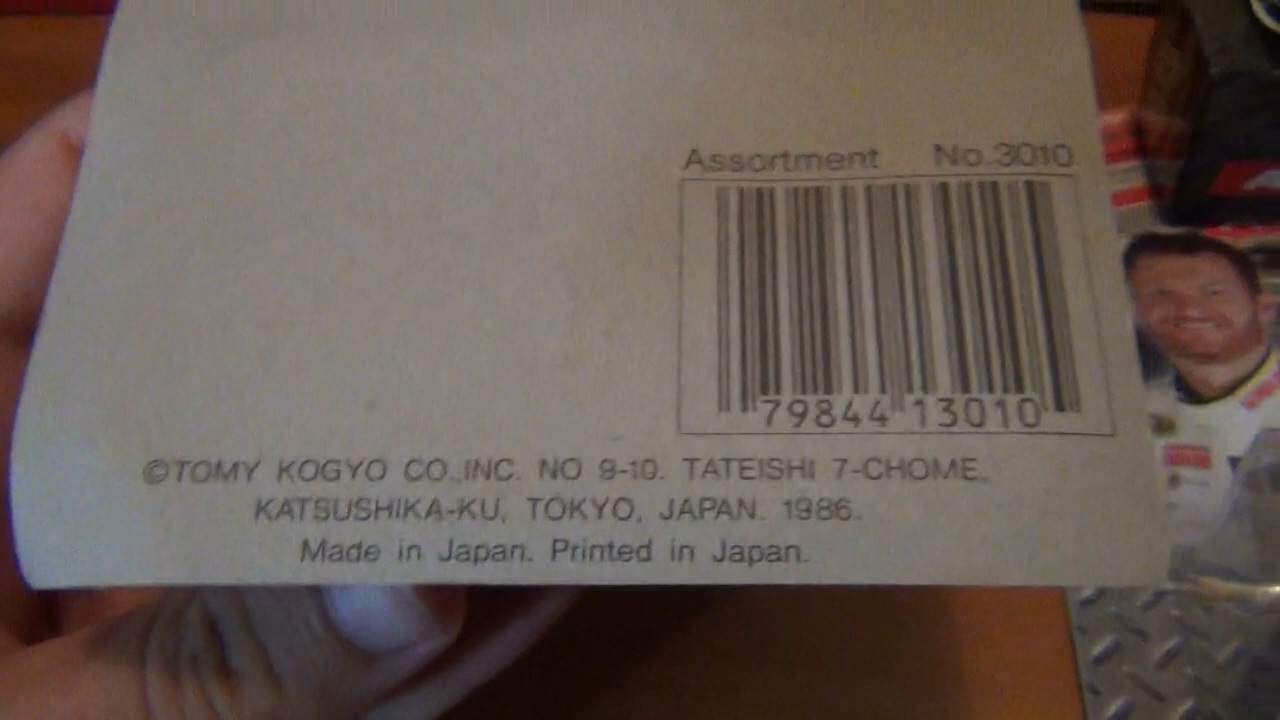 Assortment No.3010
79844 13010
©TOMY KOGYO CO.,INC. NO 9-10. TATEISHI 7-CHOME,
KATSUSHIKA-KU, TOKYO, JAPAN. 1986.
Made in Japan. Printed in Japan.